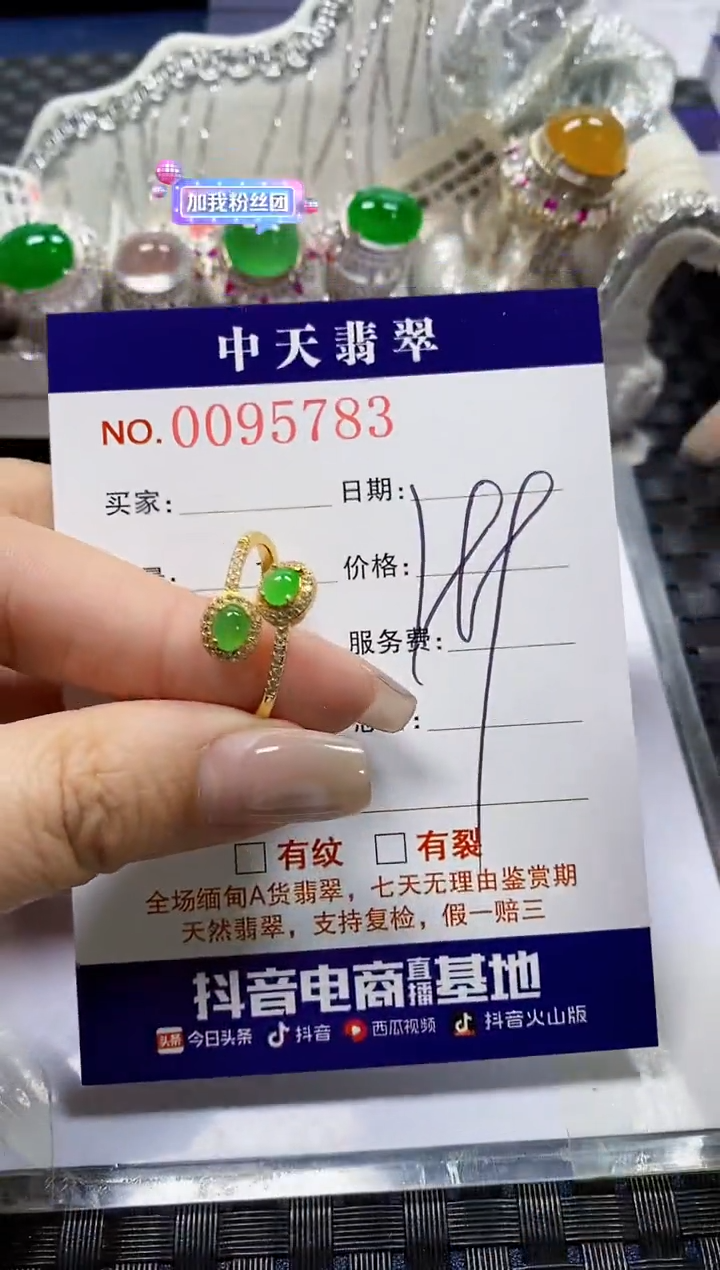 加我粉丝团
中天翡翠
NO.0095783
买家: 日期:
价格:
服务费:
:
有纹 有裂
全场缅甸A货翡翠，七天无理由鉴赏期
天然翡翠，支持复检，假一赔三
抖音电商直播基地
头条 今日头条 抖音 西瓜视频 抖音火山版